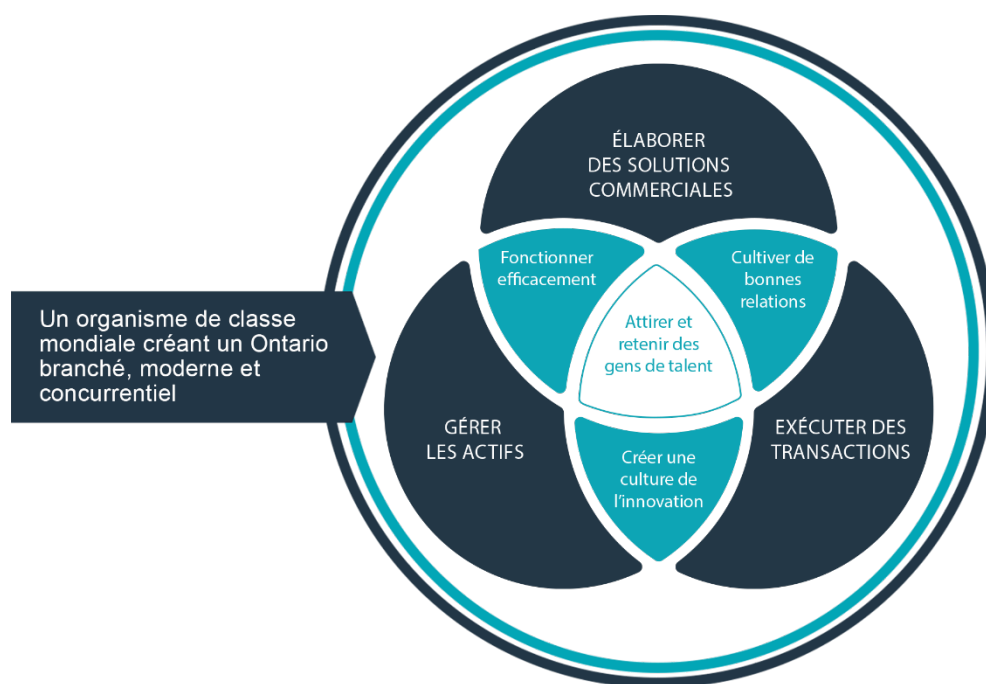 ÉLABORER
DES SOLUTIONS
COMMERCIALES
Fonctionner
efficacement
Cultiver de
bonnes
relations
Un organisme de classe
mondiale créant un Ontario
branché, moderne et
concurrentiel
Attirer et
retenir des
gens de talent
GÉRER
LES ACTIFS
EXÉCUTER DES
TRANSACTIONS
Créer une
culture de
l’innovation